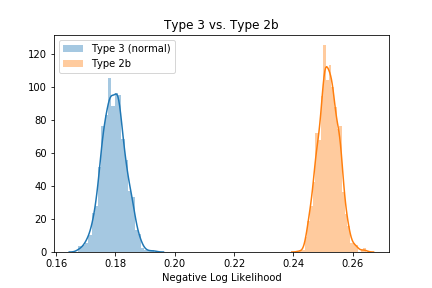 Type 3 vs. Type 2b
Type 3 (normal)
Type 2b
120
100
80
60
40
20
0
0.16 0.18 0.20 0.22 0.24 0.26
Negative Log Likelihood